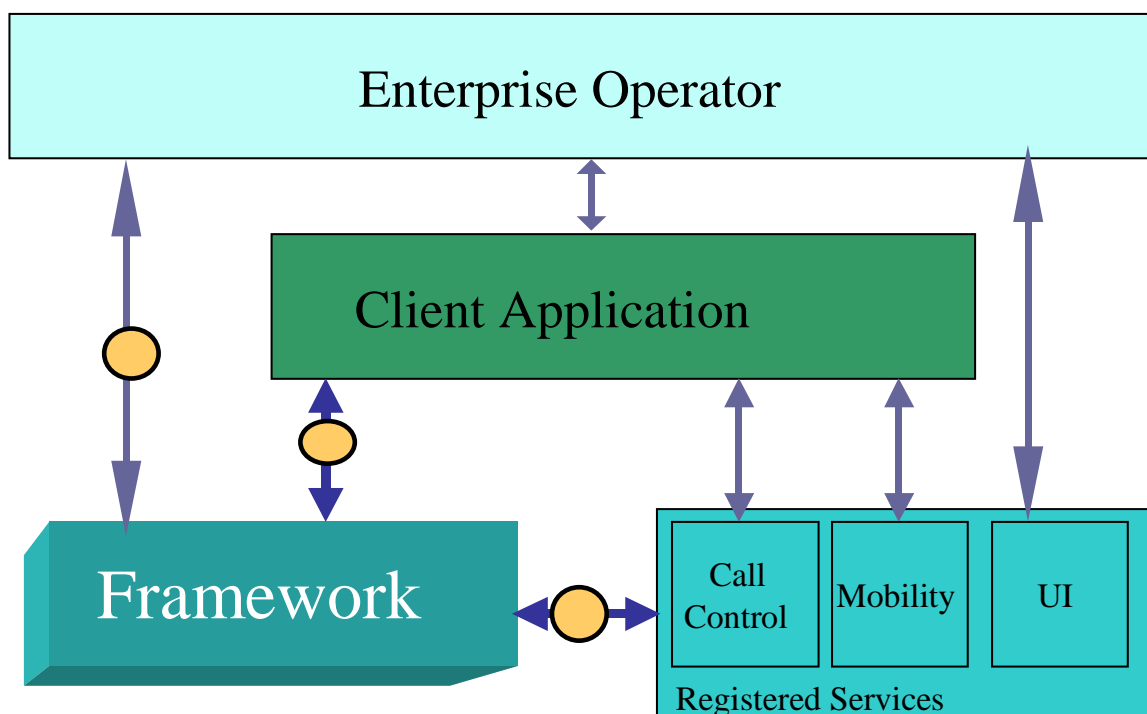 Enterprise Operator
Client Application
Framework
Call
Control
Mobility
UI
Registered Services